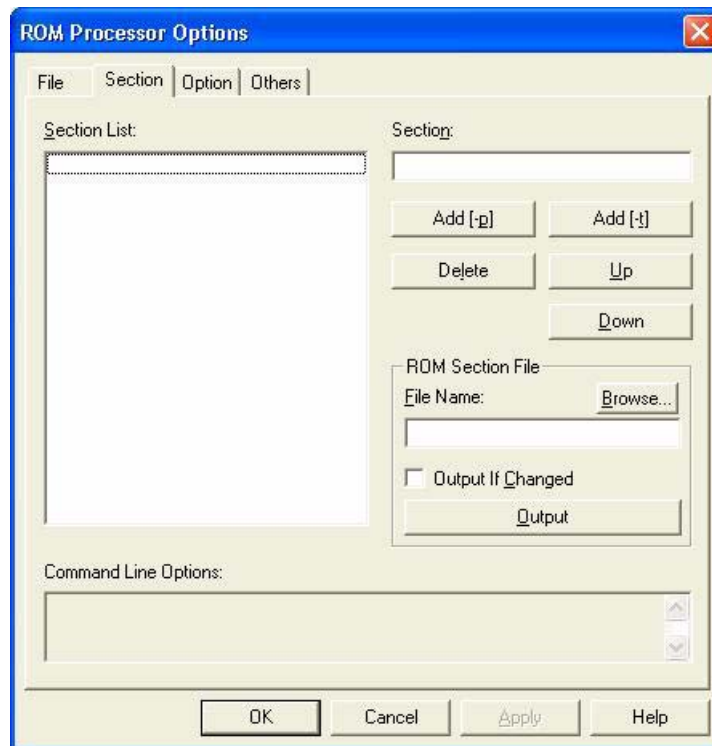 ROM Processor Options
File Section Option Others
Section List:
Section:
Add [-p] Add [-t]
Delete Up
Down
ROM Section File
File Name: Browse...
Output If Changed
Output
Command Line Options:
OK Cancel Apply Help